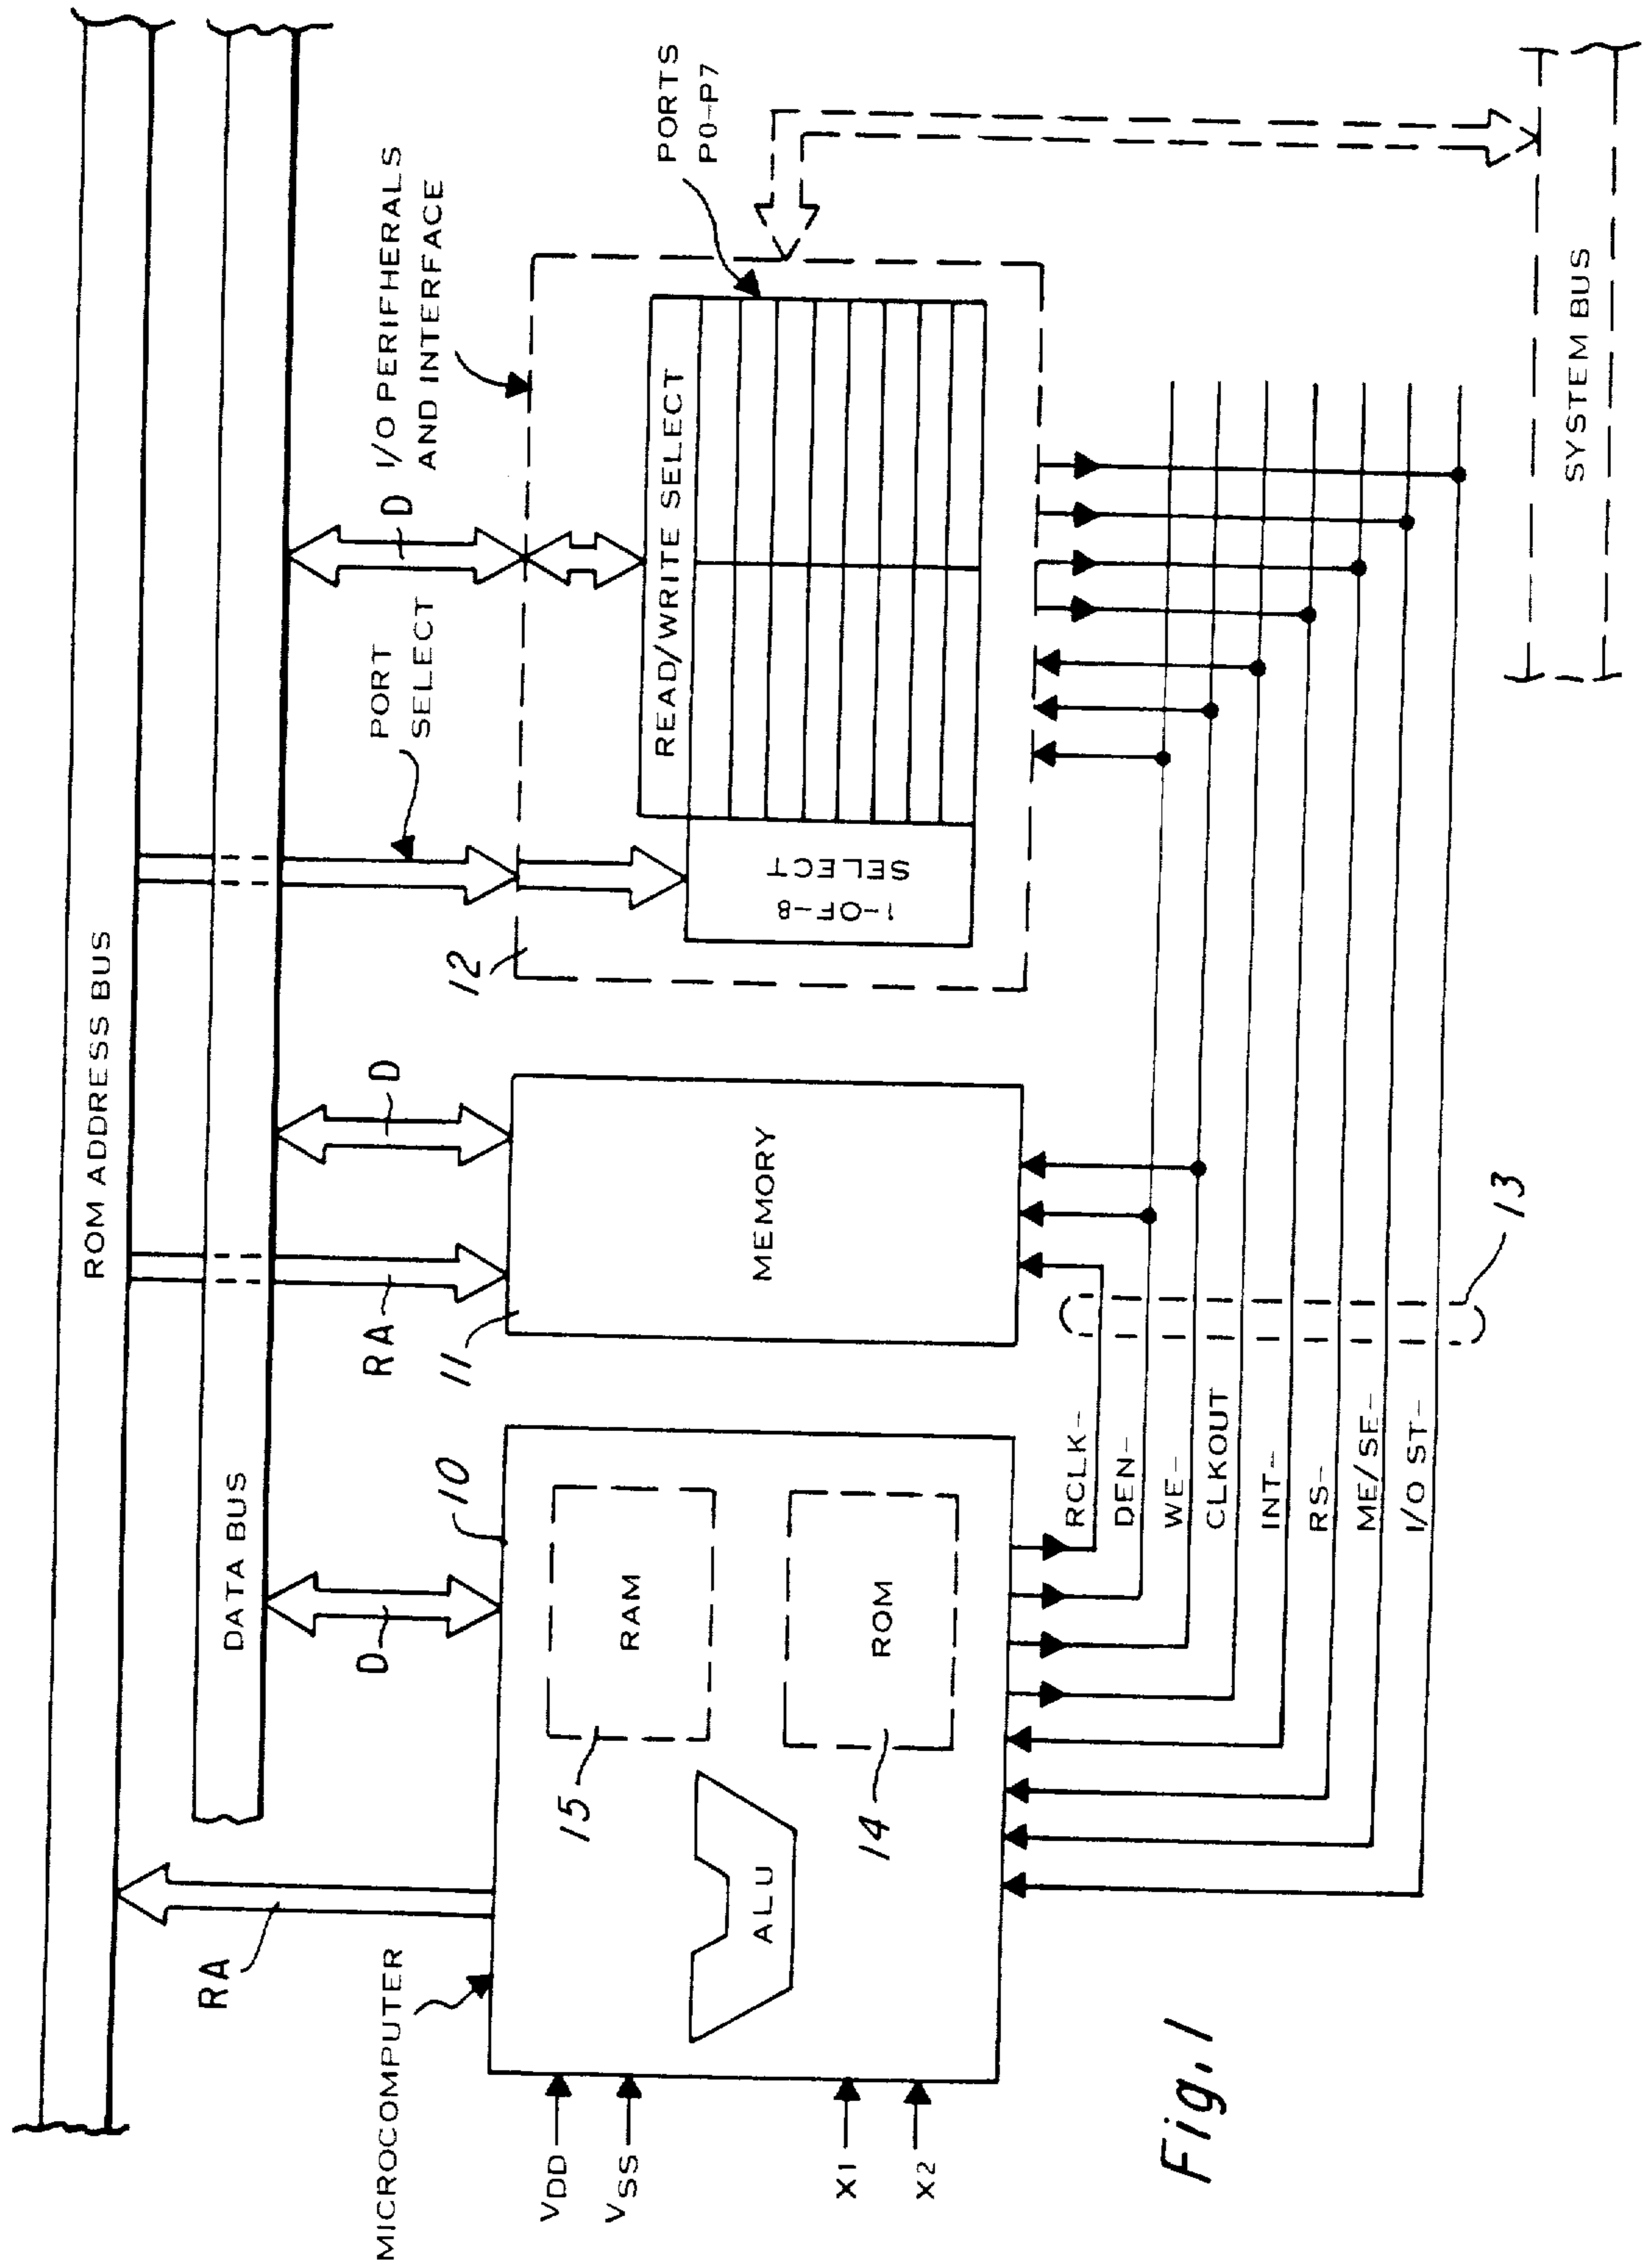 ROM ADDRESS BUS
DATA BUS
RA
D
RA
D
PORT
SELECT
D
I/O PERIFHERALS
AND INTERFACE
PORTS
P0-P7
MICROCOMPUTER
10
11
12
VDD
VSS
X1
X2
RAM
15
ROM
14
ALU
MEMORY
READ/WRITE SELECT
1-OF-8
SELECT
RCLK-
DEN-
WE-
CLKOUT
INT-
RS-
ME/SE-
I/O ST-
13
SYSTEM BUS
Fig.1